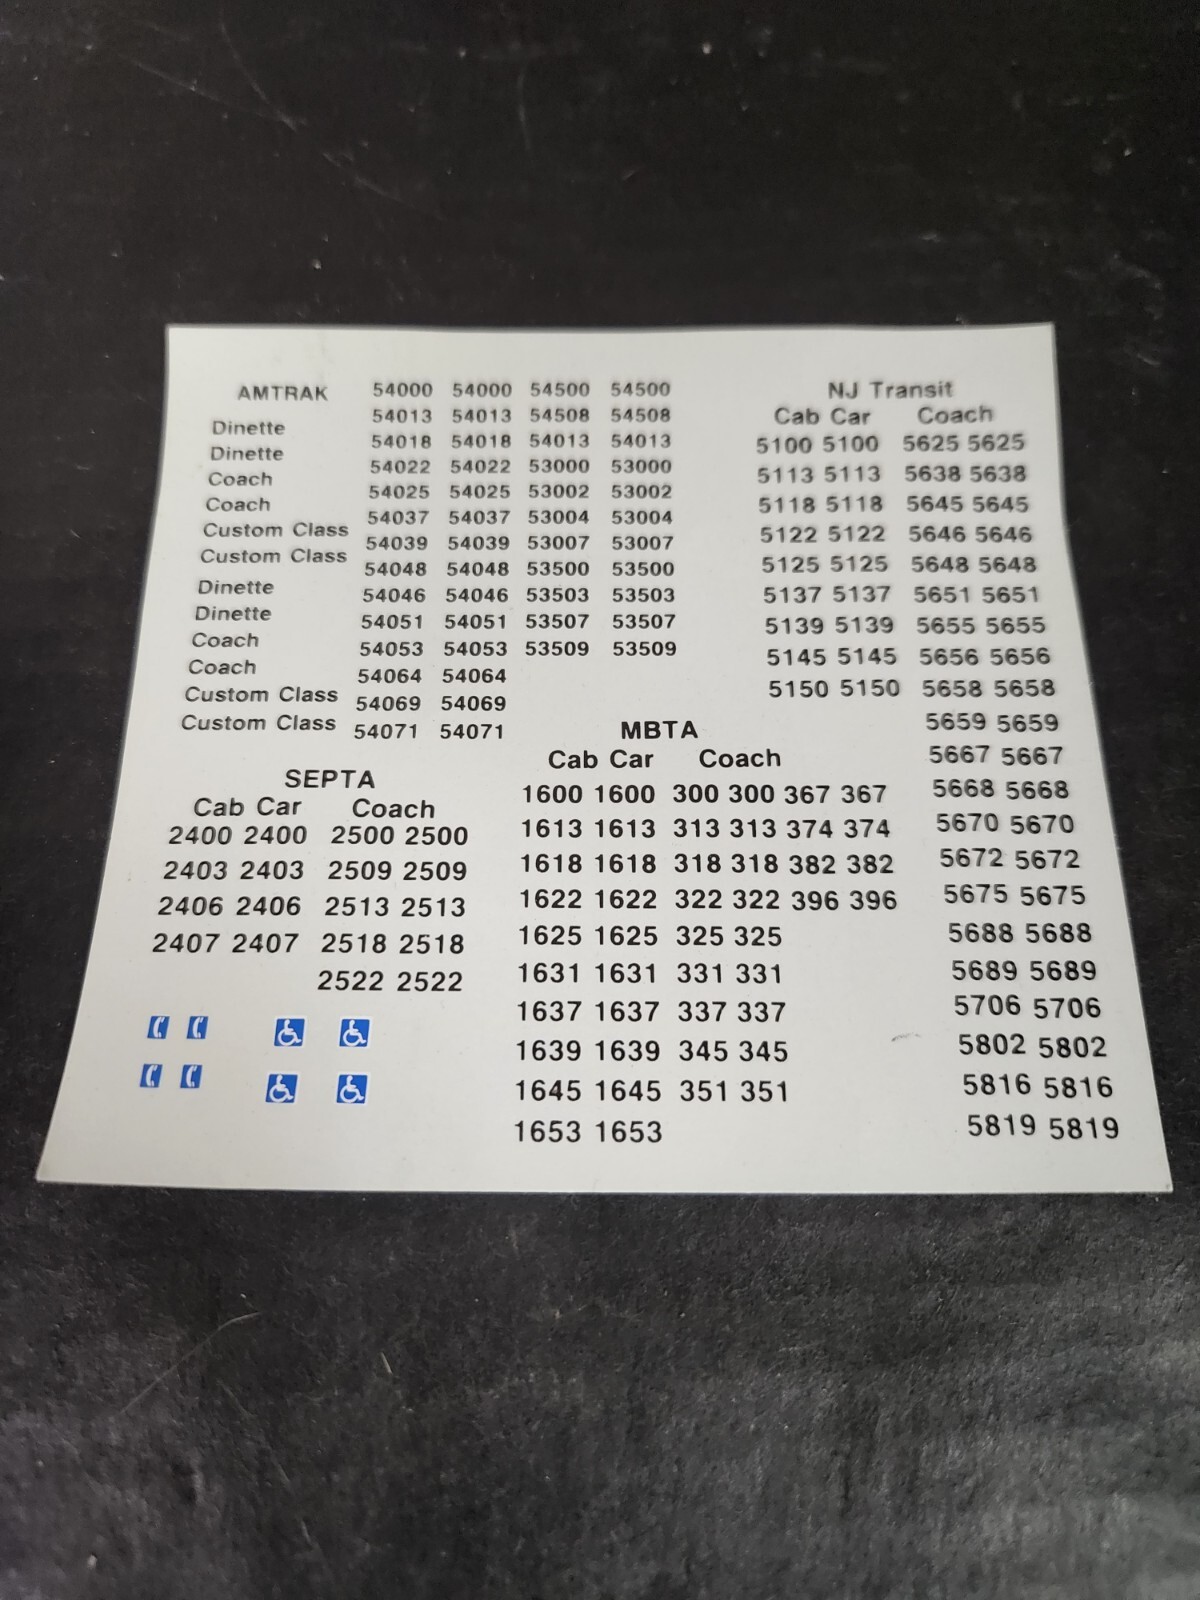 AMTRAK
Dinette
Dinette
Coach
Coach
Custom Class
Custom Class
Dinette
Dinette
Coach
Coach
Custom Class
Custom Class
54000 54000 54500 54500
54013 54013 54508 54508
54018 54018 54013 54013
54022 54022 53000 53000
54025 54025 53002 53002
54037 54037 53004 53004
54039 54039 53007 53007
54048 54048 53500 53500
54046 54046 53503 53503
54051 54051 53507 53507
54053 54053 53509 53509
54064 54064
54069 54069
54071 54071
NJ Transit
Cab Car Coach
5100 5100 5625 5625
5113 5113 5638 5638
5118 5118 5645 5645
5122 5122 5646 5646
5125 5125 5648 5648
5137 5137 5651 5651
5139 5139 5655 5655
5145 5145 5656 5656
5150 5150 5658 5658
5659 5659
5667 5667
5668 5668
5670 5670
5672 5672
5675 5675
5688 5688
5689 5689
5706 5706
5802 5802
5816 5816
5819 5819
SEPTA
Cab Car Coach
2400 2400 2500 2500
2403 2403 2509 2509
2406 2406 2513 2513
2407 2407 2518 2518
2522 2522
MBTA
Cab Car Coach
1600 1600 300 300 367 367
1613 1613 313 313 374 374
1618 1618 318 318 382 382
1622 1622 322 322 396 396
1625 1625 325 325
1631 1631 331 331
1637 1637 337 337
1639 1639 345 345
1645 1645 351 351
1653 1653